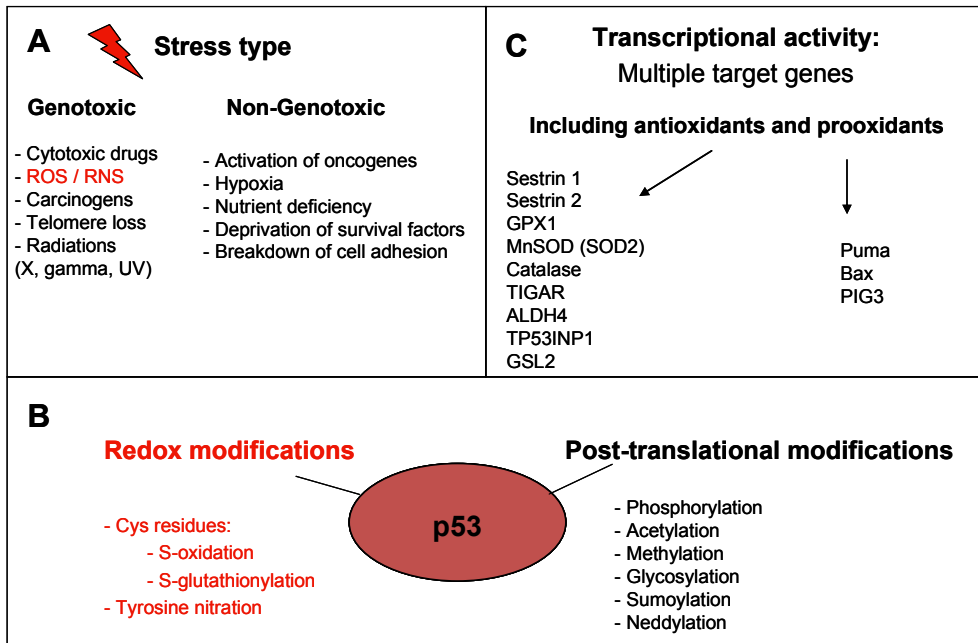 A
Stress type
Genotoxic
- Cytotoxic drugs
- ROS / RNS
- Carcinogens
- Telomere loss
- Radiations
(X, gamma, UV)
Non-Genotoxic
- Activation of oncogenes
- Hypoxia
- Nutrient deficiency
- Deprivation of survival factors
- Breakdown of cell adhesion
C
Transcriptional activity:
Multiple target genes
Including antioxidants and prooxidants
Sestrin 1
Sestrin 2
GPX1
MnSOD (SOD2)
Catalase
TIGAR
ALDH4
TP53INP1
GSL2
Puma
Bax
PIG3
B
Redox modifications
- Cys residues:
- S-oxidation
- S-glutathionylation
- Tyrosine nitration
p53
Post-translational modifications
- Phosphorylation
- Acetylation
- Methylation
- Glycosylation
- Sumoylation
- Neddylation